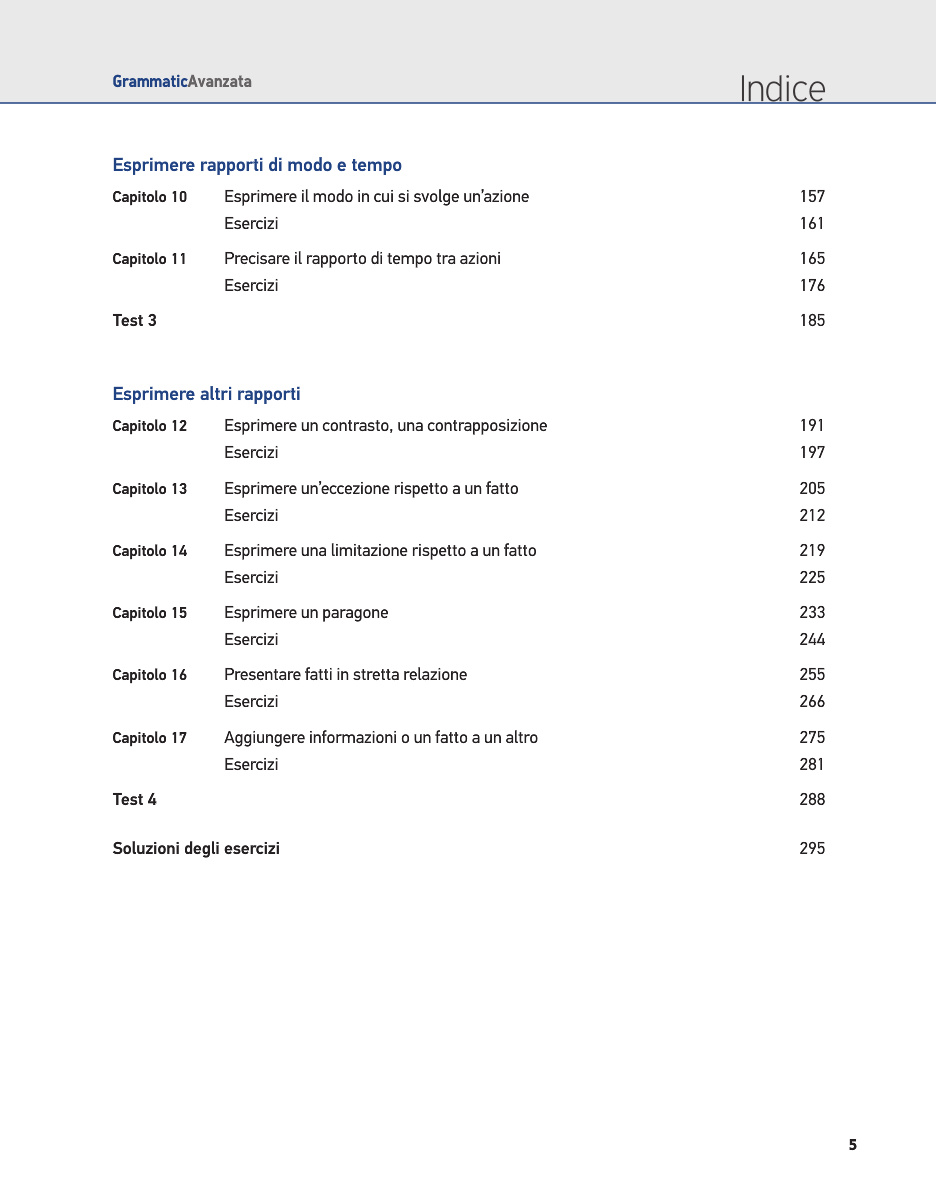 GrammaticAvanzata
Indice
Esprimere rapporti di modo e tempo
Capitolo 10 Esprimere il modo in cui si svolge un’azione 157
Esercizi 161
Capitolo 11 Precisare il rapporto di tempo tra azioni 165
Esercizi 176
Test 3 185
Esprimere altri rapporti
Capitolo 12 Esprimere un contrasto, una contrapposizione 191
Esercizi 197
Capitolo 13 Esprimere un’eccezione rispetto a un fatto 205
Esercizi 212
Capitolo 14 Esprimere una limitazione rispetto a un fatto 219
Esercizi 225
Capitolo 15 Esprimere un paragone 233
Esercizi 244
Capitolo 16 Presentare fatti in stretta relazione 255
Esercizi 266
Capitolo 17 Aggiungere informazioni o un fatto a un altro 275
Esercizi 281
Test 4 288
Soluzioni degli esercizi 295
5